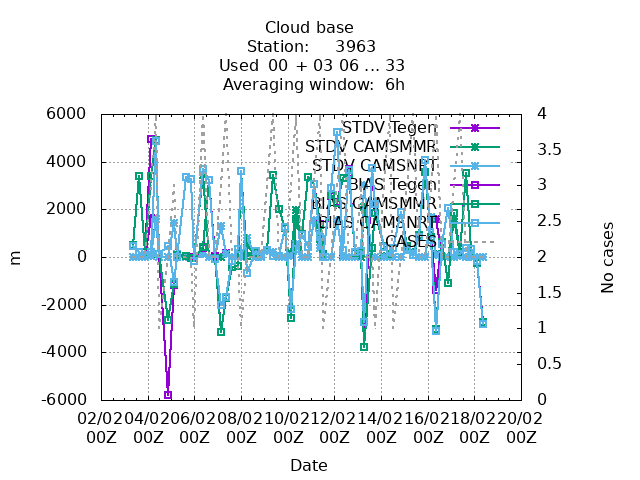 Cloud base
Station: 3963
Used 00 + 03 06 ... 33
Averaging window: 6h
6000
4000
2000
0
-2000
-4000
-6000
m
4
3.5
3
2.5
2
1.5
1
0.5
0
No cases
STDV Tegen
STDV CAMSMMR
STDV CAMSNRT
BIAS Tegen
BIAS CAMSMMR
BIAS CAMSNRT
CASES
02/02 04/02 06/02 08/02 10/02 12/02 14/02 16/02 18/02 20/02
00Z 00Z 00Z 00Z 00Z 00Z 00Z 00Z 00Z 00Z
Date